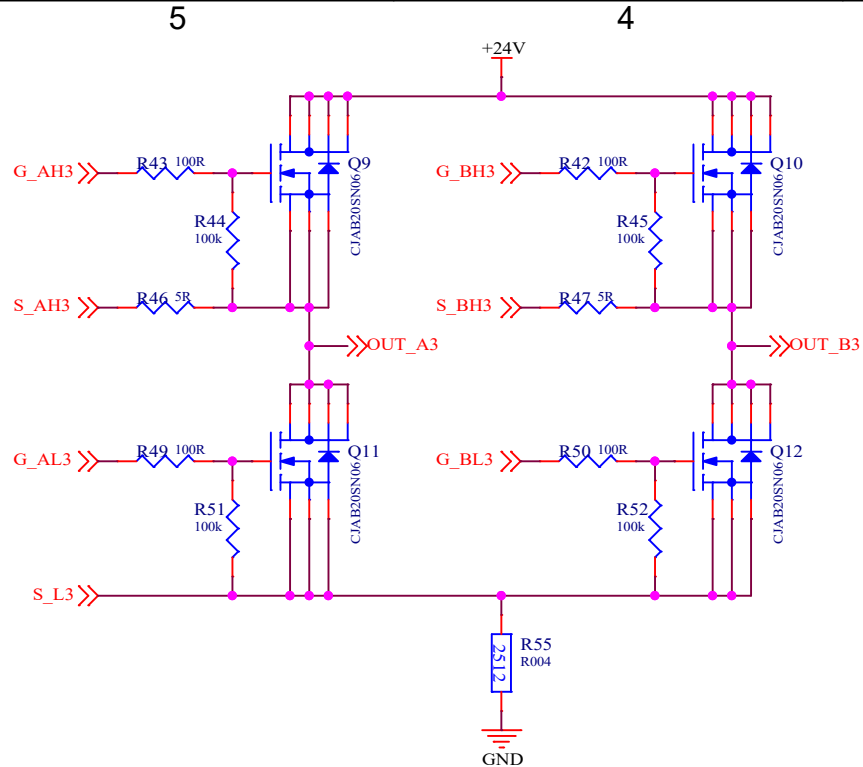 5
4
+24V
G_AH3
R43 100R
Q9
CJAB20SN06
R44
100k
S_AH3
R46 5R
OUT_A3
G_BH3
R42 100R
Q10
CJAB20SN06
R45
100k
S_BH3
R47 5R
OUT_B3
G_AL3
R49 100R
Q11
CJAB20SN06
R51
100k
G_BL3
R50 100R
Q12
CJAB20SN06
R52
100k
S_L3
2512
R55
R004
GND